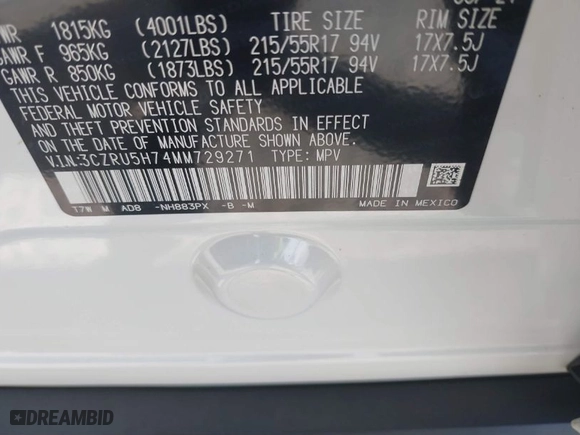 1815KG (4001LBS) TIRE SIZE RIM SIZE
GAWR F 965KG (2127LBS) 215/55R17 94V 17X7.5J
GAWR R 850KG (1873LBS) 215/55R17 94V 17X7.5J
THIS VEHICLE CONFORMS TO ALL APPLICABLE
FEDERAL MOTOR VEHICLE SAFETY
AND THEFT PREVENTION STANDARDS IN EFFECT
ON THE DATE OF MANUFACTURE SHOWN ABOVE.
V.I.N:3CZRU5H74MM729271 TYPE: MPV
T7W M ADB -NH883PX -B -M MADE IN MEXICO
DREAMBID